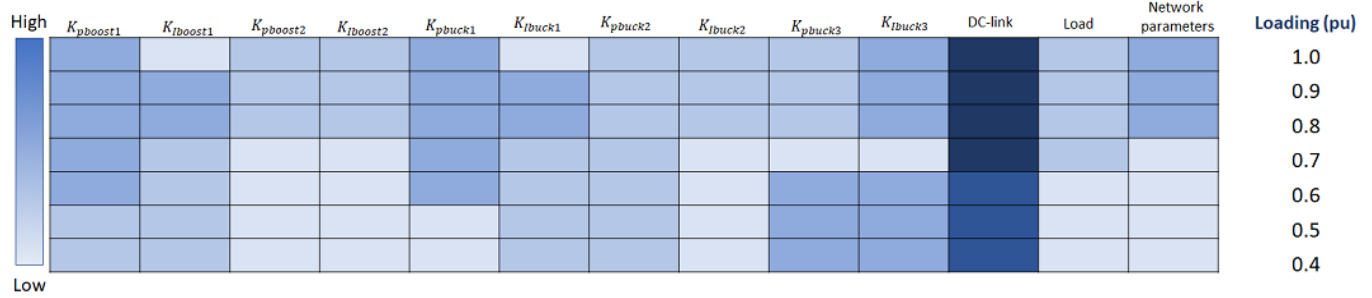 High
K_pboost1 K_Iboost1 K_pboost2 K_Iboost2 K_pbuck1 K_Ibuck1 K_pbuck2 K_Ibuck2 K_pbuck3 K_Ibuck3 DC-link Load Network parameters Loading (pu)
1.0
0.9
0.8
0.7
0.6
0.5
0.4
Low